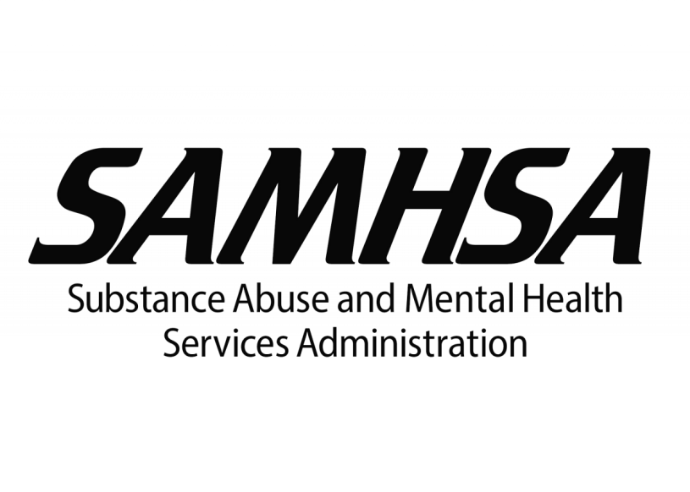 SAMHSA
Substance Abuse and Mental Health
Services Administration